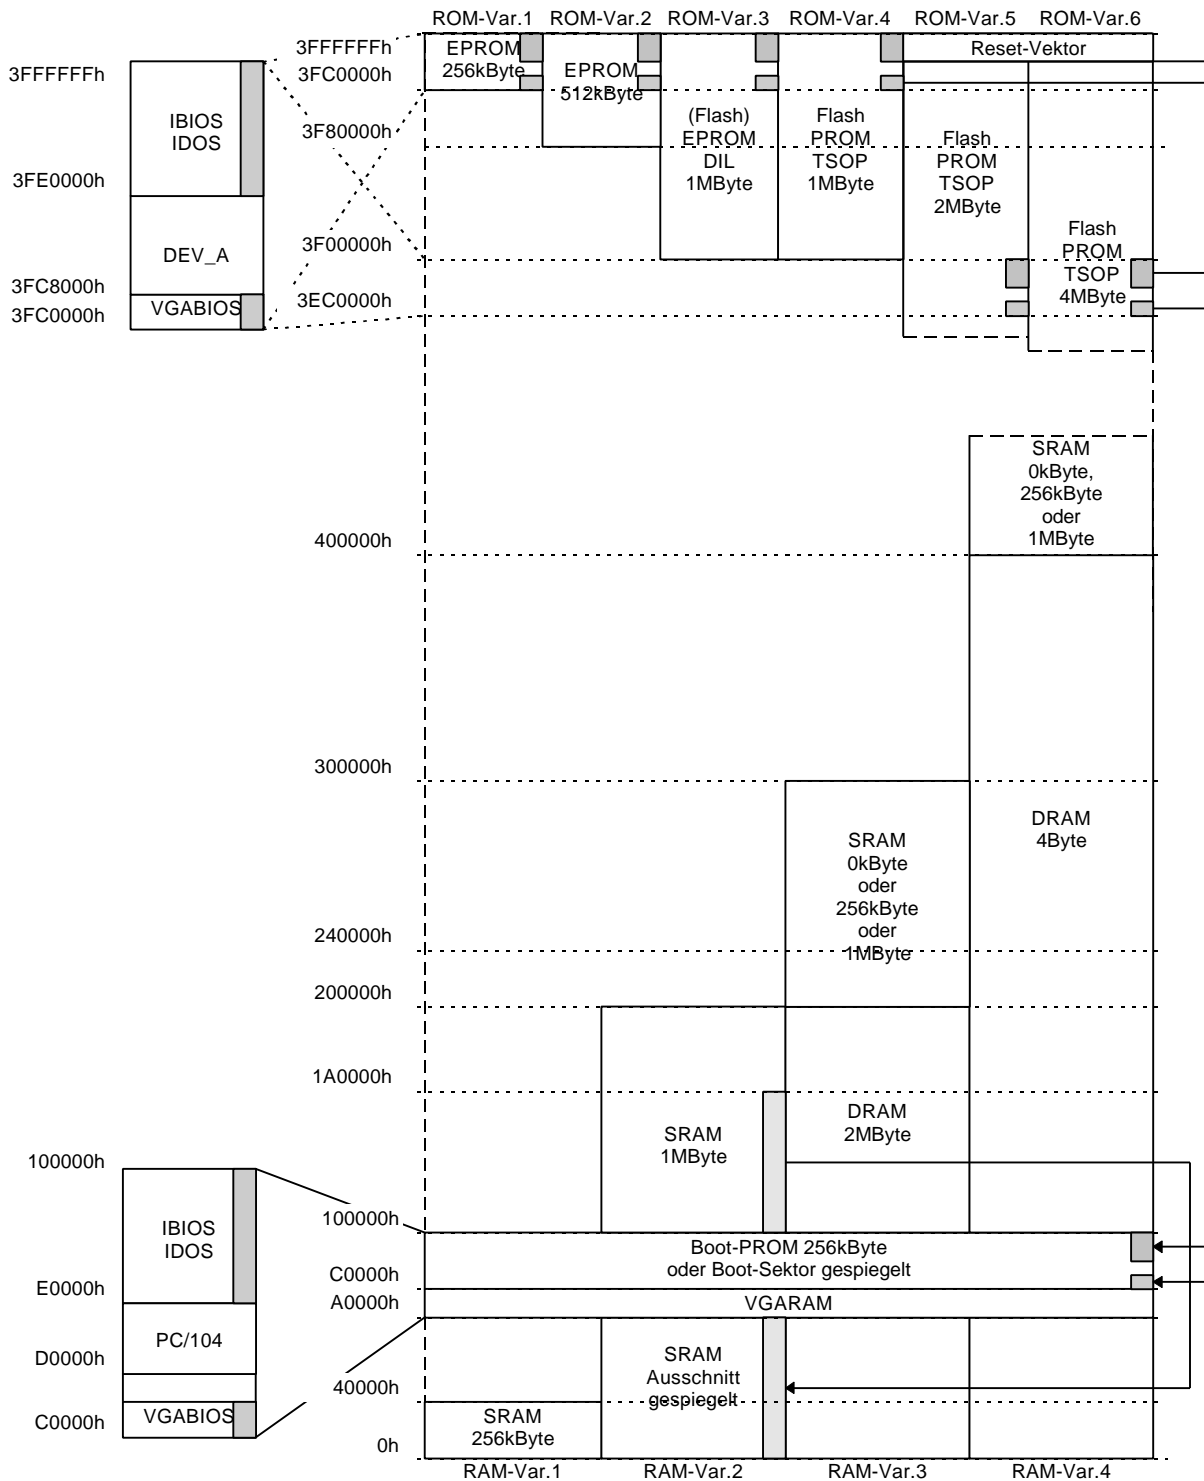 ROM-Var.1 ROM-Var.2 ROM-Var.3 ROM-Var.4 ROM-Var.5 ROM-Var.6
3FFFFFFh
3FFFFFFh
IBIOS
IDOS
3FE0000h
DEV_A
3FC8000h
VGABIOS
3FC0000h
3FC0000h
3F80000h
3F00000h
3EC0000h
EPROM
256kByte
EPROM
512kByte
(Flash)
EPROM
DIL
1MByte
Flash
PROM
TSOP
1MByte
Reset-Vektor
Flash
PROM
TSOP
2MByte
Flash
PROM
TSOP
4MByte
SRAM
0kByte,
256kByte
oder
1MByte
400000h
300000h
DRAM
4Byte
SRAM
0kByte
oder
256kByte
oder
1MByte
240000h
200000h
1A0000h
SRAM
1MByte
DRAM
2MByte
100000h
IBIOS
IDOS
E0000h
PC/104
D0000h
VGABIOS
C0000h
100000h
Boot-PROM 256kByte
oder Boot-Sektor gespiegelt
C0000h
A0000h
VGARAM
SRAM
Ausschnitt
gespiegelt
40000h
SRAM
256kByte
0h
RAM-Var.1 RAM-Var.2 RAM-Var.3 RAM-Var.4